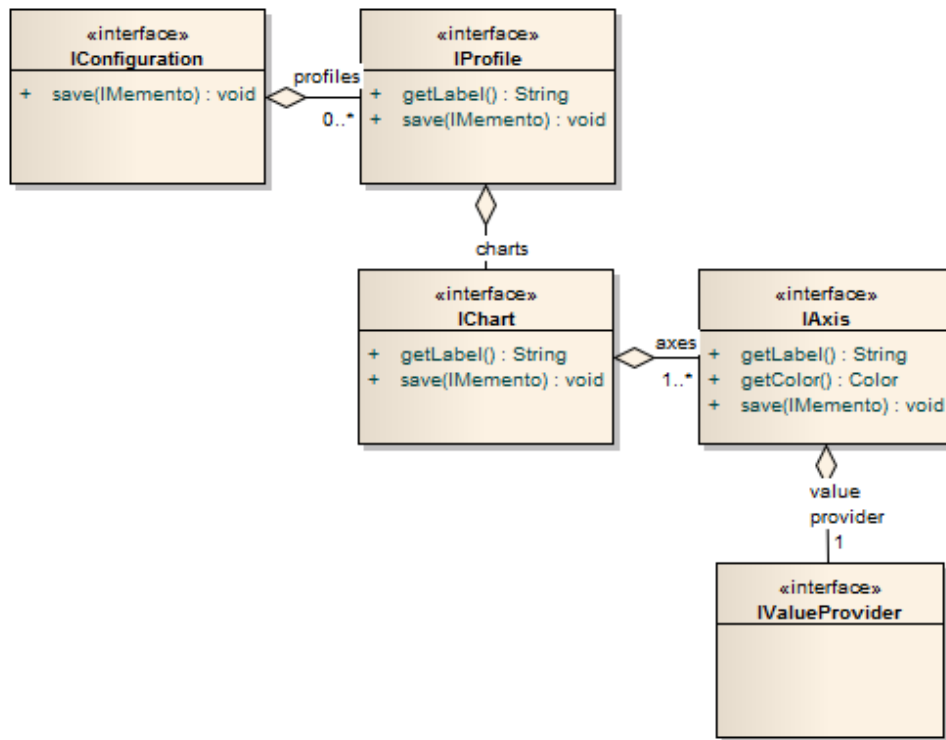 «interface»
IConfiguration
+ save(IMemento) : void
profiles
0..*
«interface»
IProfile
+ getLabel() : String
+ save(IMemento) : void
charts
«interface»
IChart
+ getLabel() : String
+ save(IMemento) : void
axes
1..*
«interface»
IAxis
+ getLabel() : String
+ getColor() : Color
+ save(IMemento) : void
value
provider
1
«interface»
IValueProvider